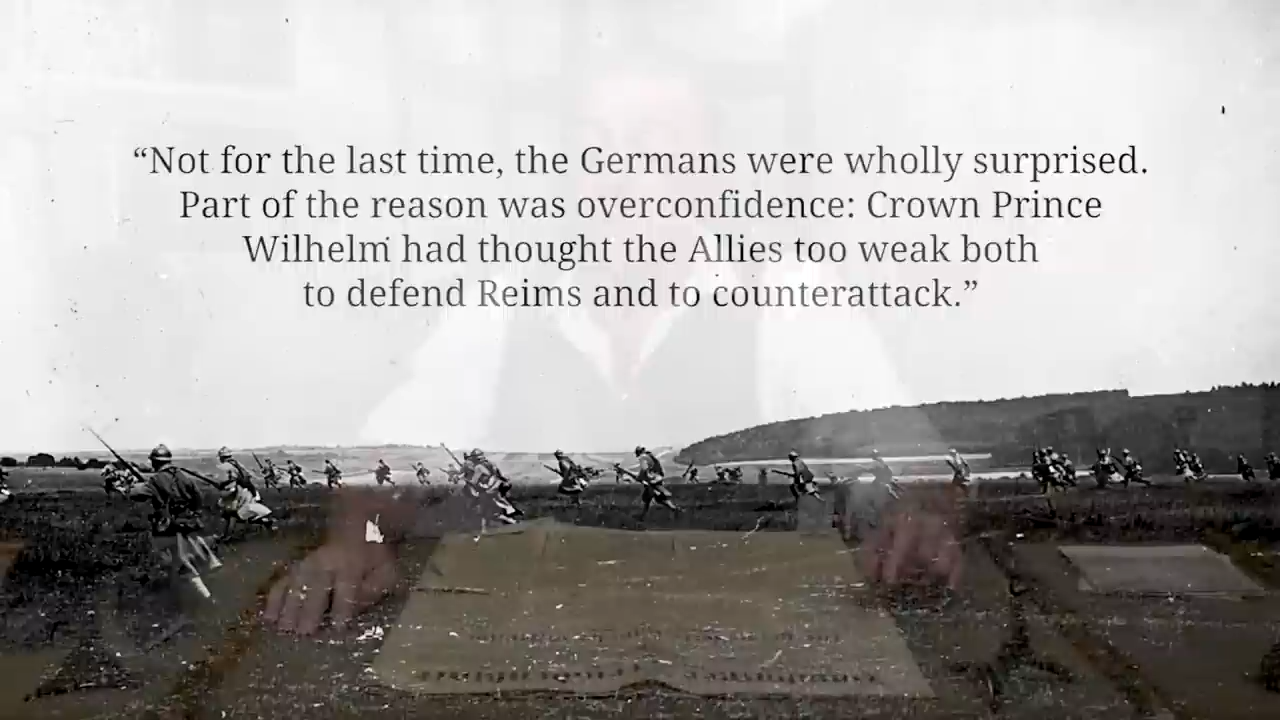 “Not for the last time, the Germans were wholly surprised.
Part of the reason was overconfidence: Crown Prince
Wilhelm had thought the Allies too weak both
to defend Reims and to counterattack.”